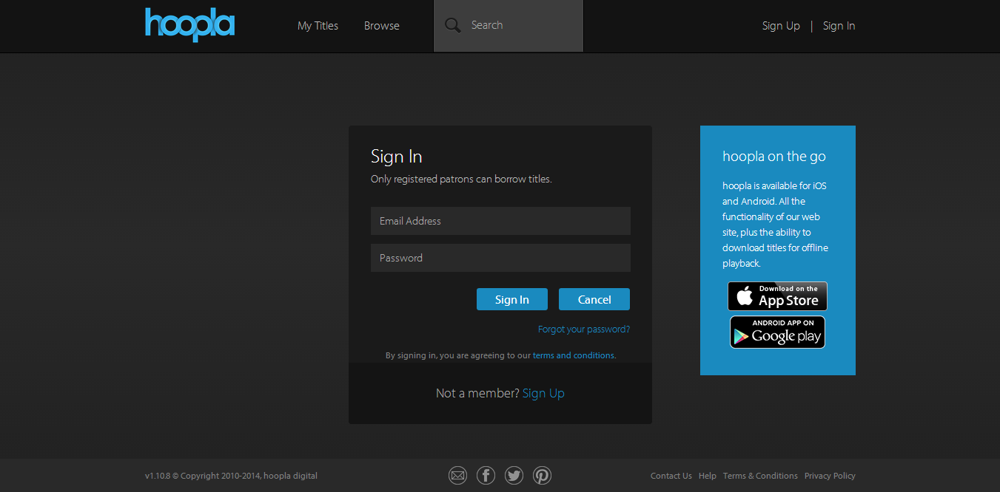 hoopla
My Titles
Browse
Search
Sign Up | Sign In
Sign In
Only registered patrons can borrow titles.
Email Address
Password
Sign In
Cancel
Forgot your password?
By signing in, you are agreeing to our terms and conditions.
Not a member? Sign Up
hoopla on the go
hoopla is available for iOS
and Android. All the
functionality of our web
site, plus the ability to
download titles for offline
playback.
Download on the
App Store
ANDROID APP ON
Google play
v1.10.8 © Copyright 2010-2014, hoopla digital
Contact Us
Help
Terms & Conditions
Privacy Policy